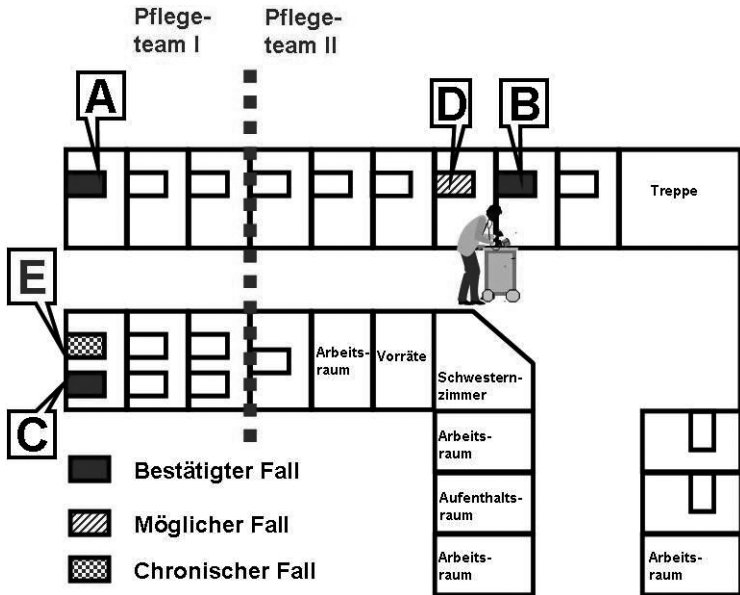 Pflege-
team I
Pflege-
team II
A
D
B
Treppe
E
Arbeits-
raum
Vorräte
Schwestern-
zimmer
C
Arbeits-
raum
Bestätigter Fall
Aufenthalts-
raum
Möglicher Fall
Arbeits-
raum
Arbeits-
raum
Chronischer Fall